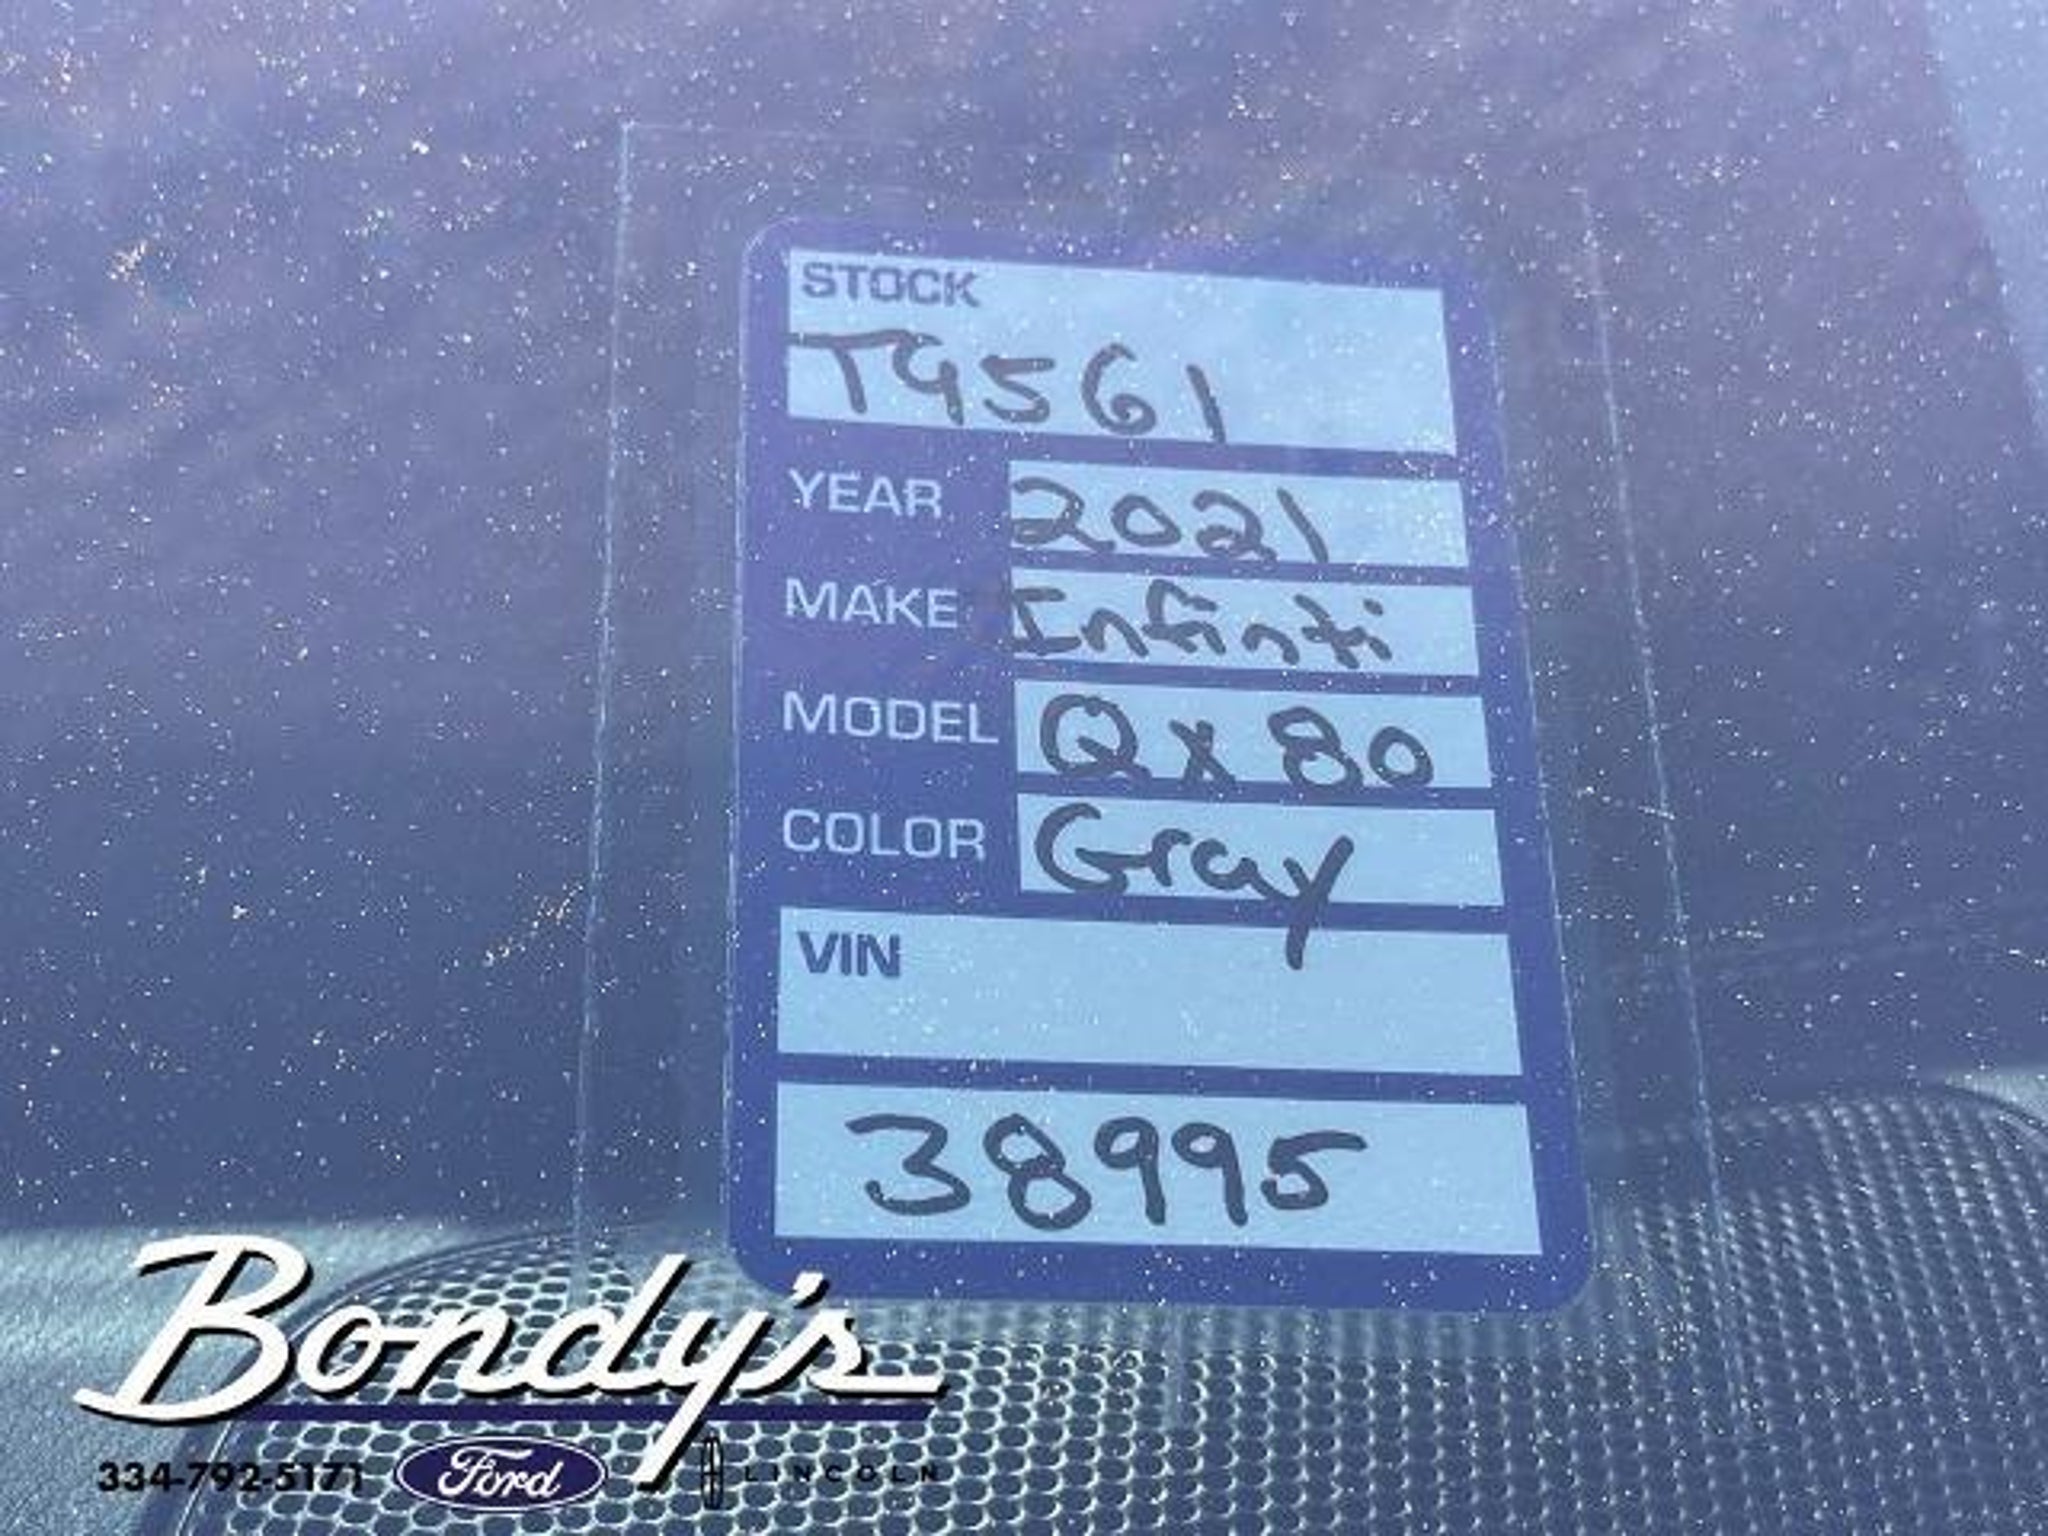 STOCK
T9561
YEAR 2021
MAKE Infinti
MODEL QX80
COLOR Gray
VIN
38995
Bondy's
334-792-5171 Ford LINCOLN